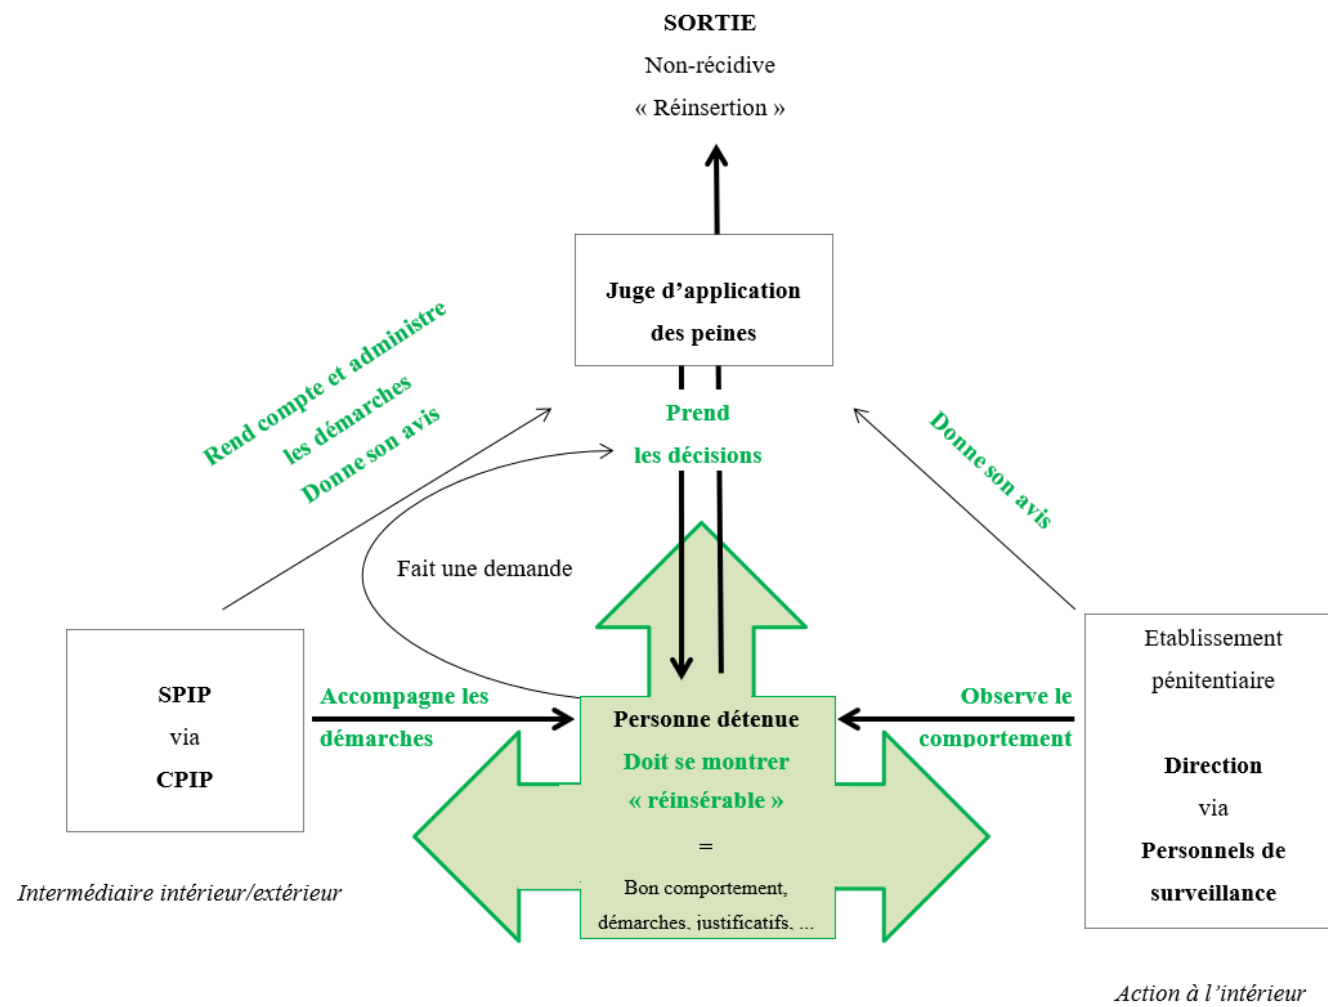 SORTIE
Non-récidive
« Réinsertion »
Juge d’application
des peines
Rend compte et administre
les démarches
Donne son avis
Prend
les décisions
Donne son avis
Fait une demande
SPIP
via
CPIP
Accompagne les
démarches
Personne détenue
Doit se montrer
« réinsérable »
=
Bon comportement,
démarches, justificatifs, ...
Observe le
comportement
Etablissement
pénitentiaire
Direction
via
Personnels de
surveillance
Intermédiaire intérieur/extérieur
Action à l’intérieur